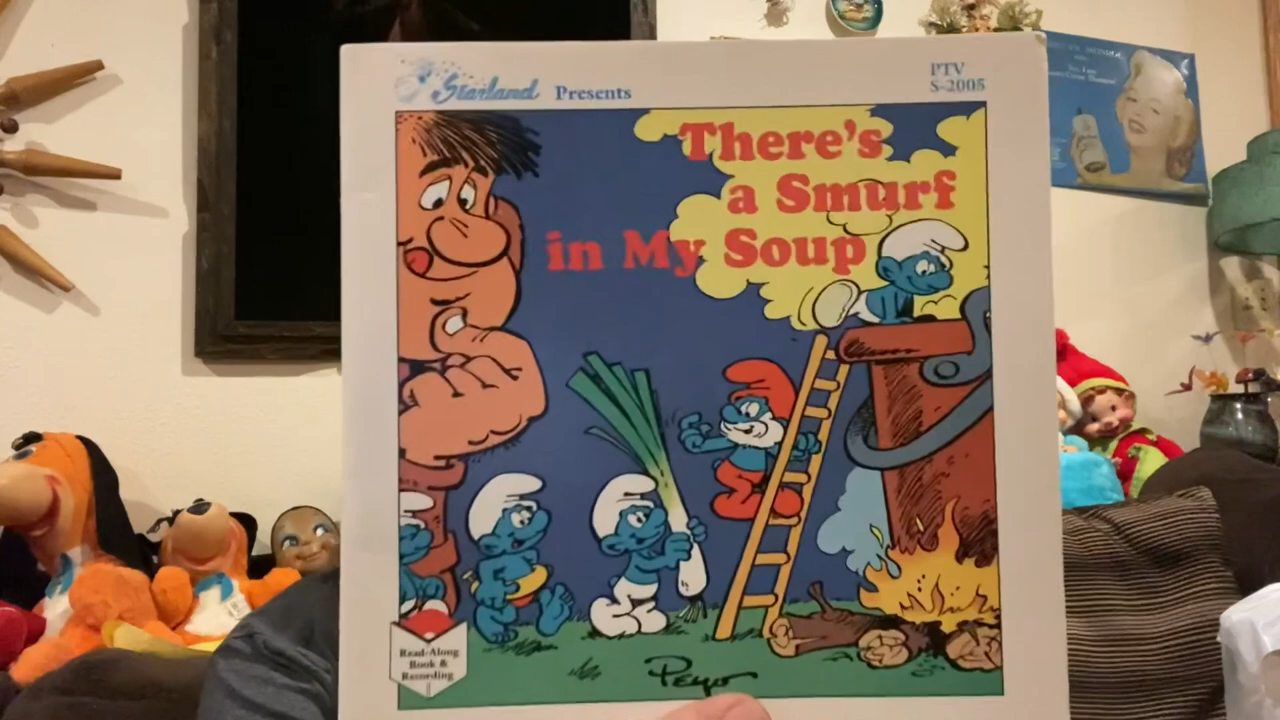 Starland Presents
PTV
S-2005
There's
a Smurf
in My Soup
Read-Along
Book &
Recording
Peyo